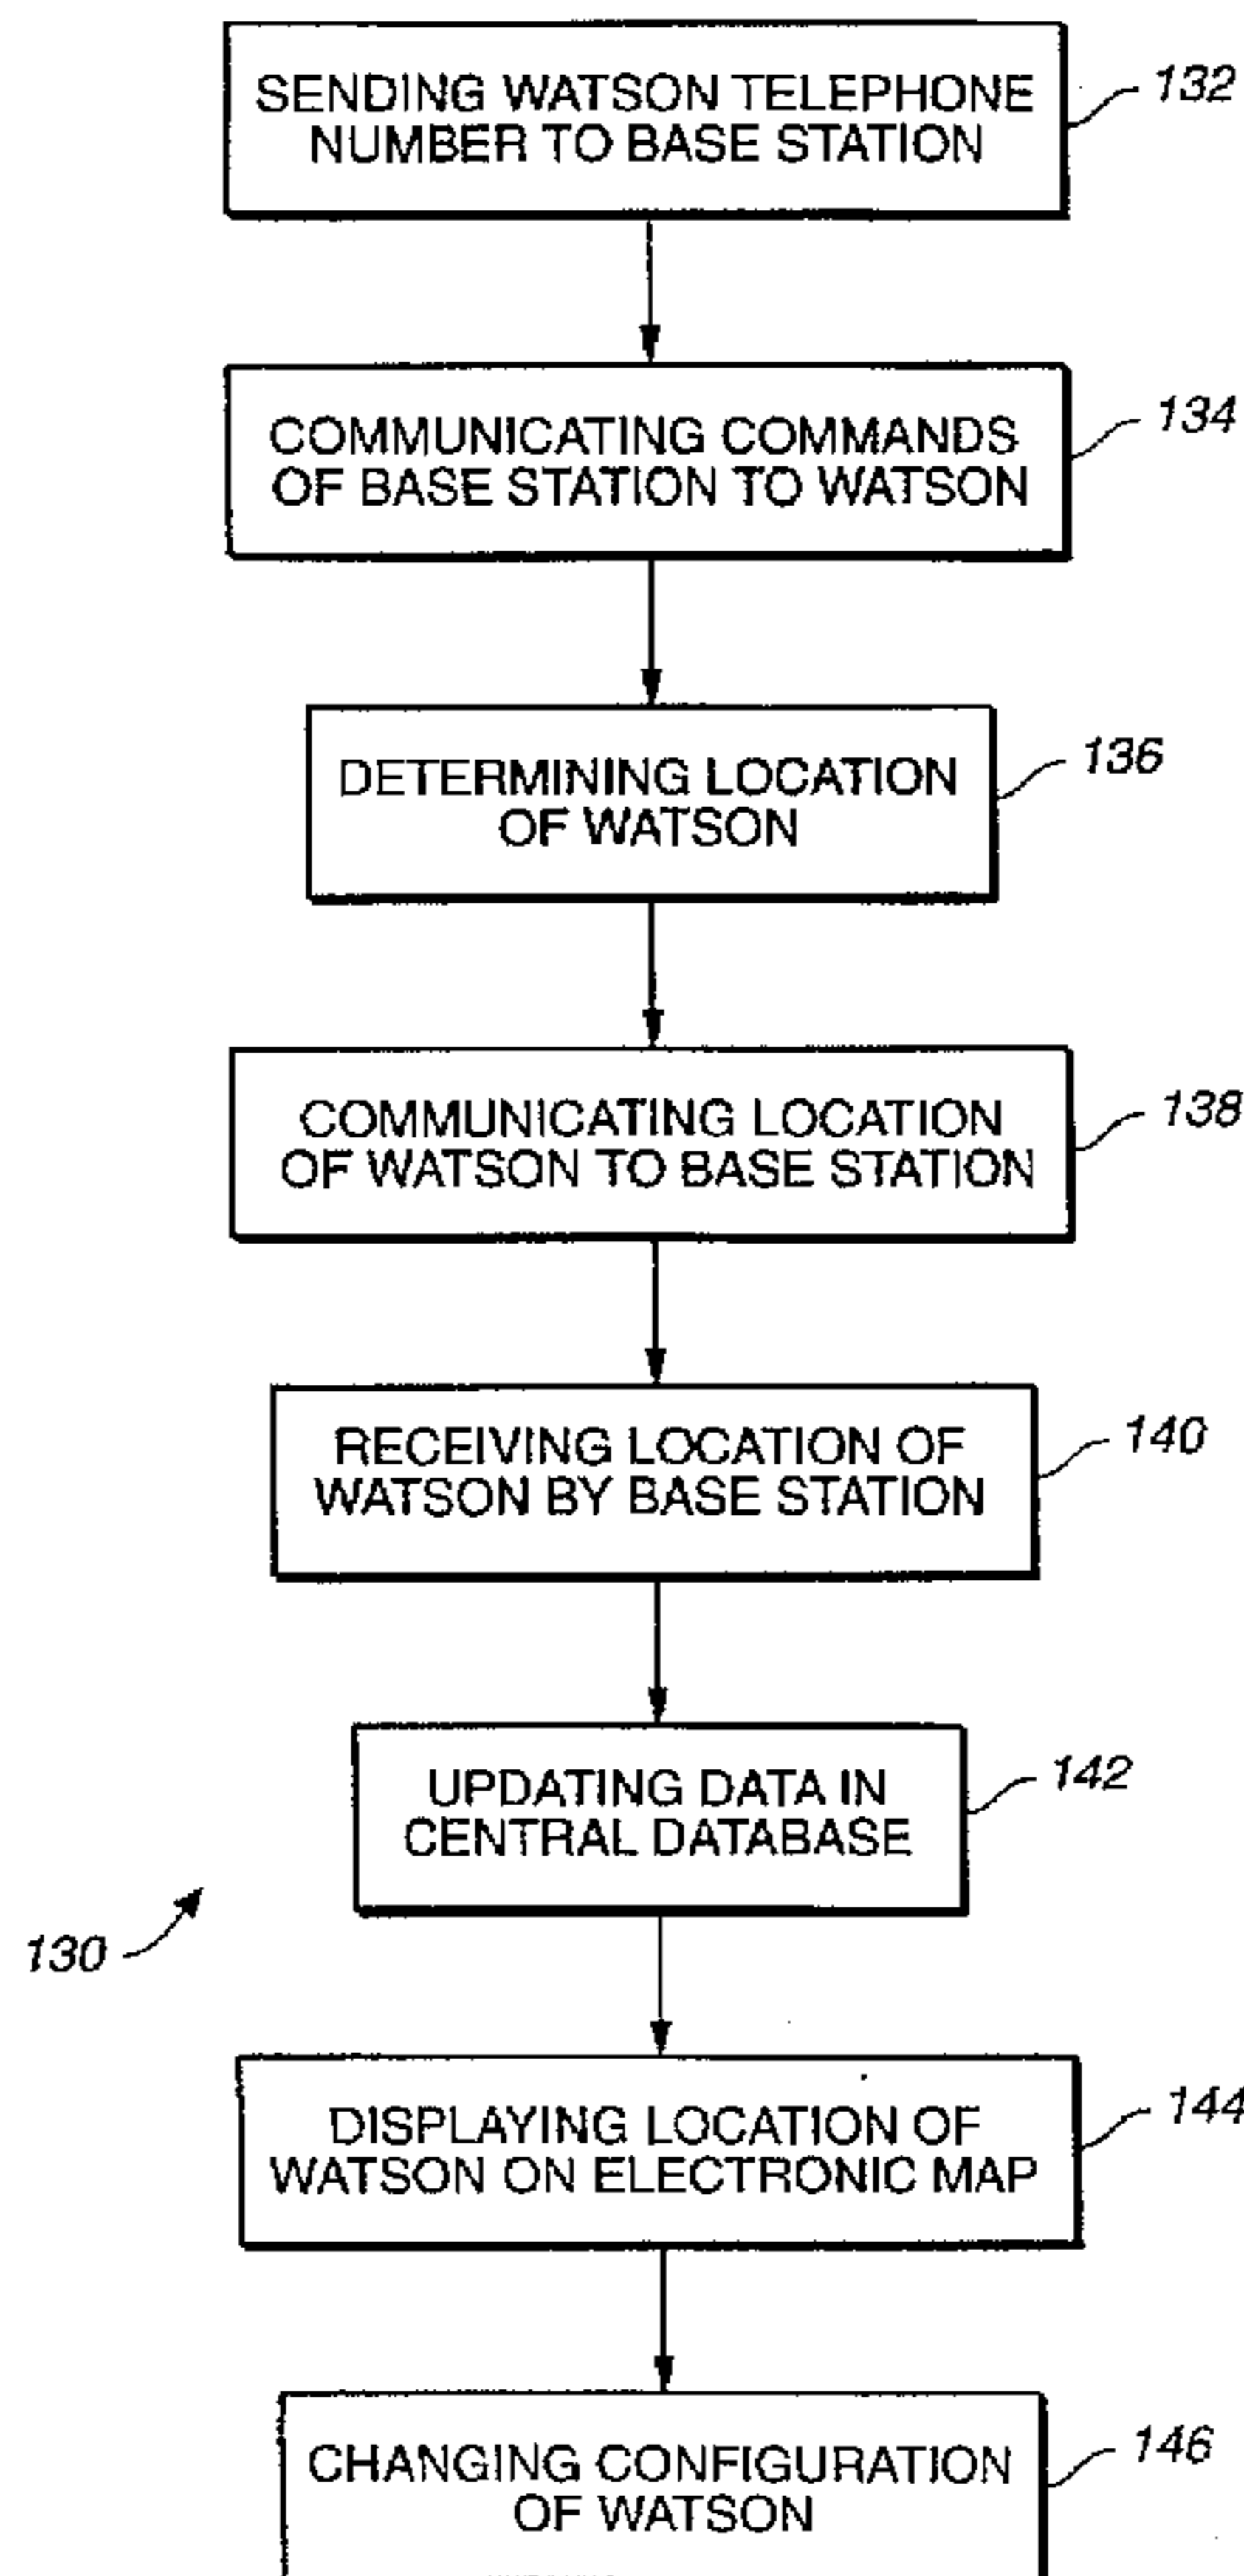 SENDING WATSON TELEPHONE
NUMBER TO BASE STATION
132
COMMUNICATING COMMANDS
OF BASE STATION TO WATSON
134
DETERMINING LOCATION
OF WATSON
136
COMMUNICATING LOCATION
OF WATSON TO BASE STATION
138
RECEIVING LOCATION OF
WATSON BY BASE STATION
140
UPDATING DATA IN
CENTRAL DATABASE
142
130
DISPLAYING LOCATION OF
WATSON ON ELECTRONIC MAP
144
CHANGING CONFIGURATION
OF WATSON
146